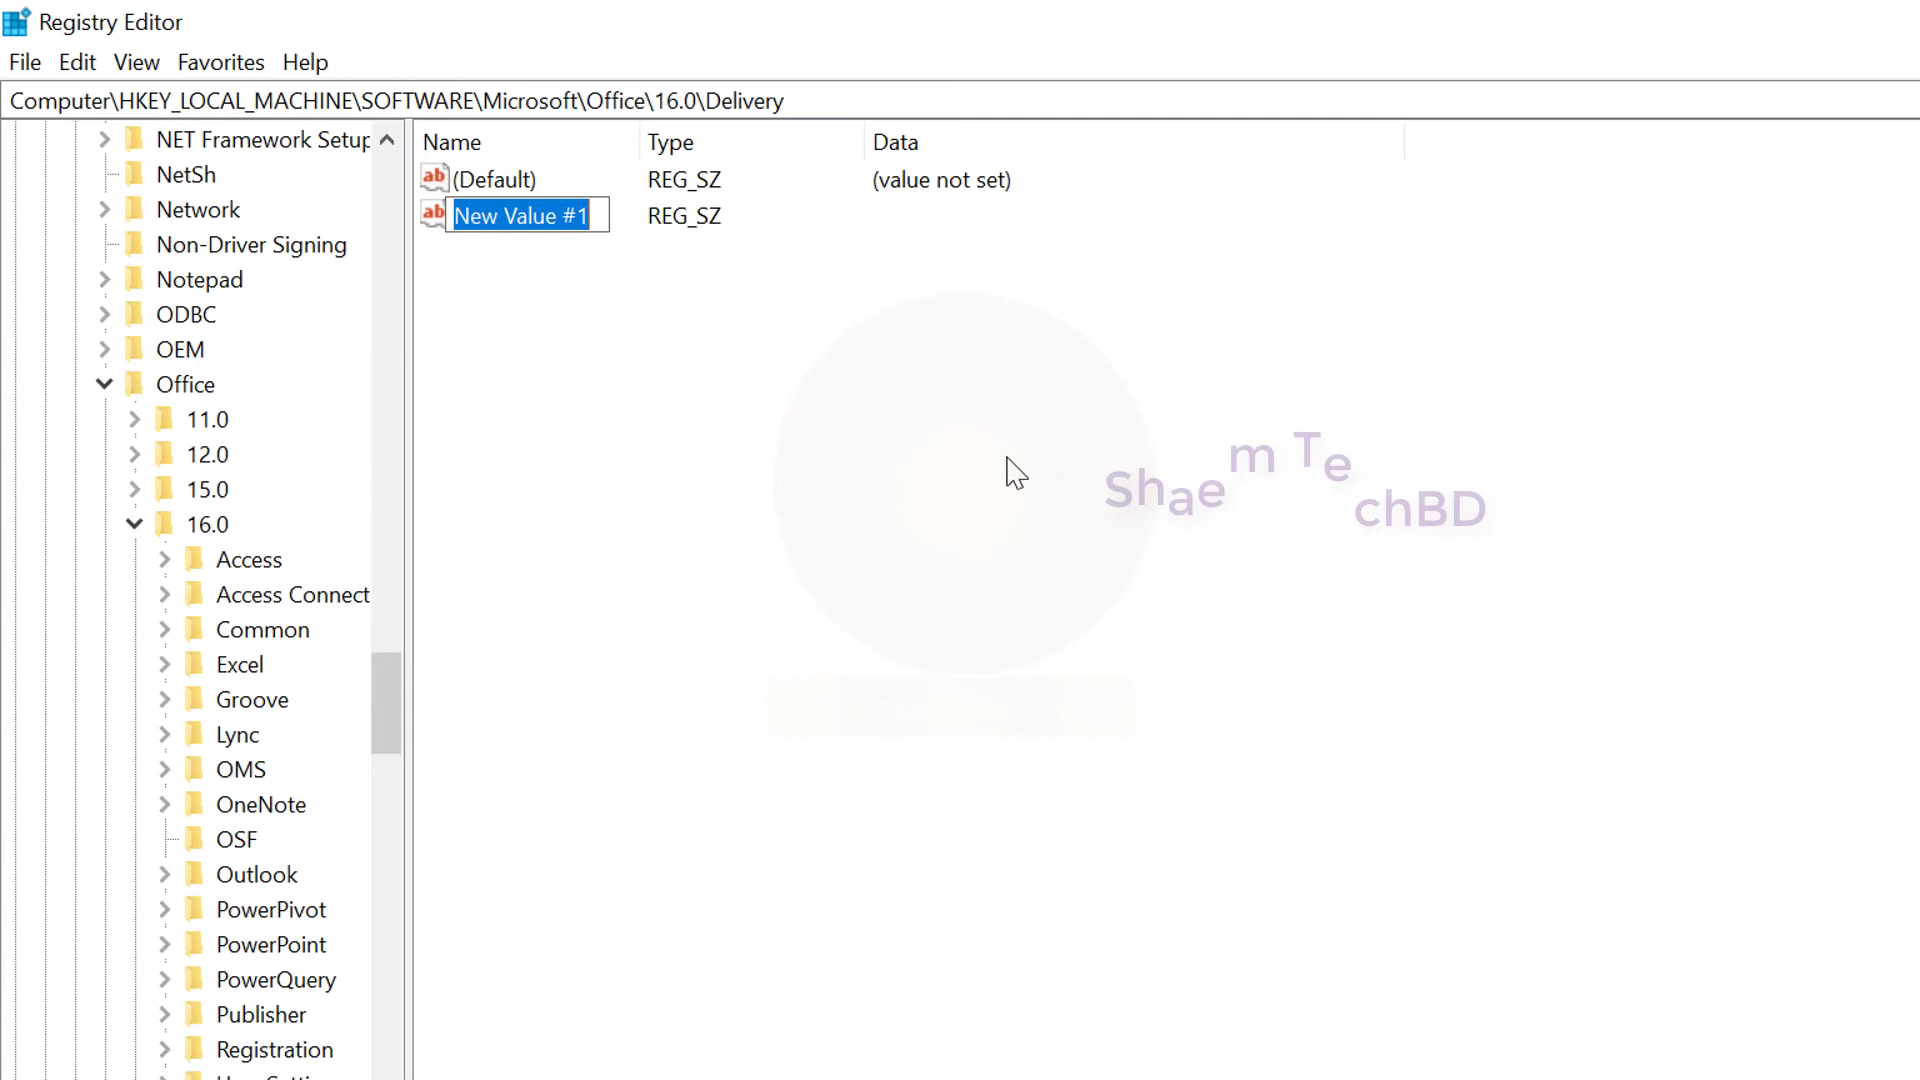 Registry Editor
File Edit View Favorites Help
Computer\HKEY_LOCAL_MACHINE\SOFTWARE\Microsoft\Office\16.0\Delivery
NET Framework Setup
NetSh
Network
Non-Driver Signing
Notepad
ODBC
OEM
Office
11.0
12.0
15.0
16.0
Access
Access Connect
Common
Excel
Groove
Lync
OMS
OneNote
OSF
Outlook
PowerPivot
PowerPoint
PowerQuery
Publisher
Registration
Name Type Data
ab (Default) REG_SZ (value not set)
ab New Value #1 REG_SZ
Shaem TechBD